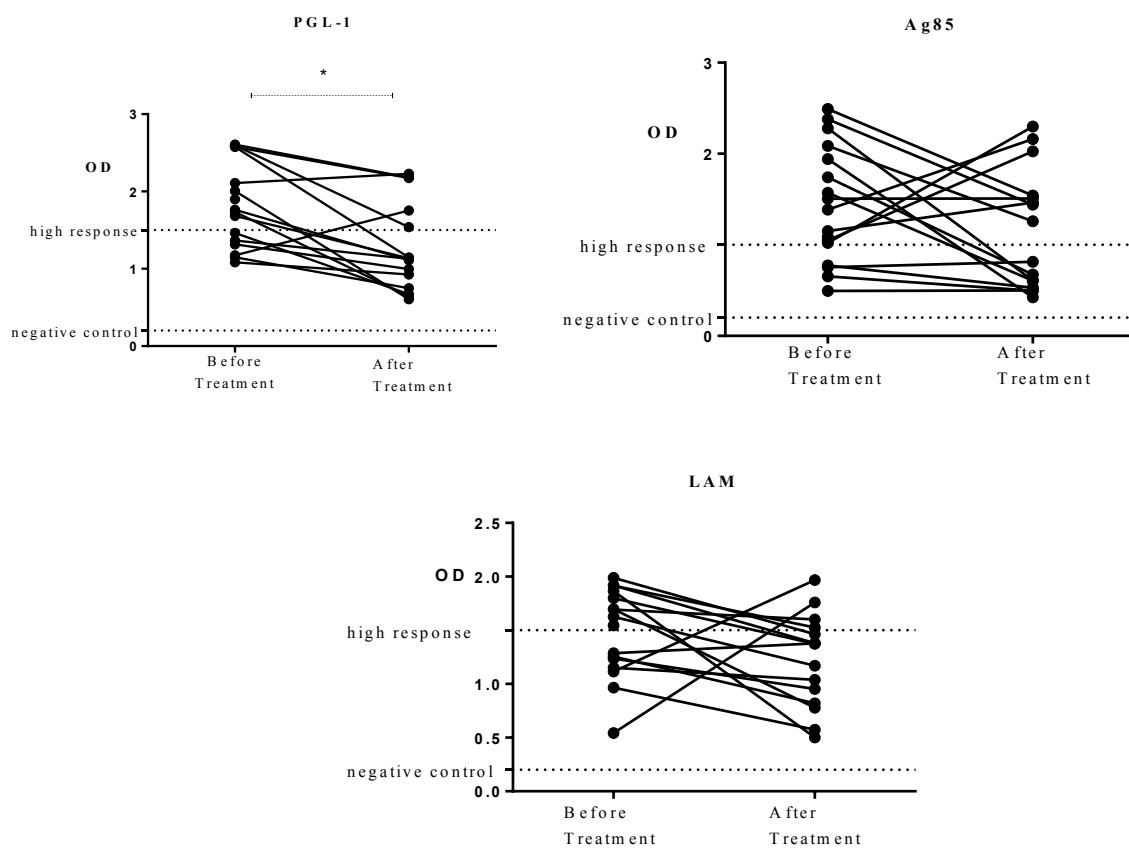 PGL-1
*
3
OD
2
high response
1
negative control
0
Before
Treatment
After
Treatment
Ag85
3
OD
2
high response
1
negative control
0
Before
Treatment
After
Treatment
LAM
2.5
OD 2.0
high response
1.0
0.5
negative control
0.0
Before
Treatment
After
Treatment